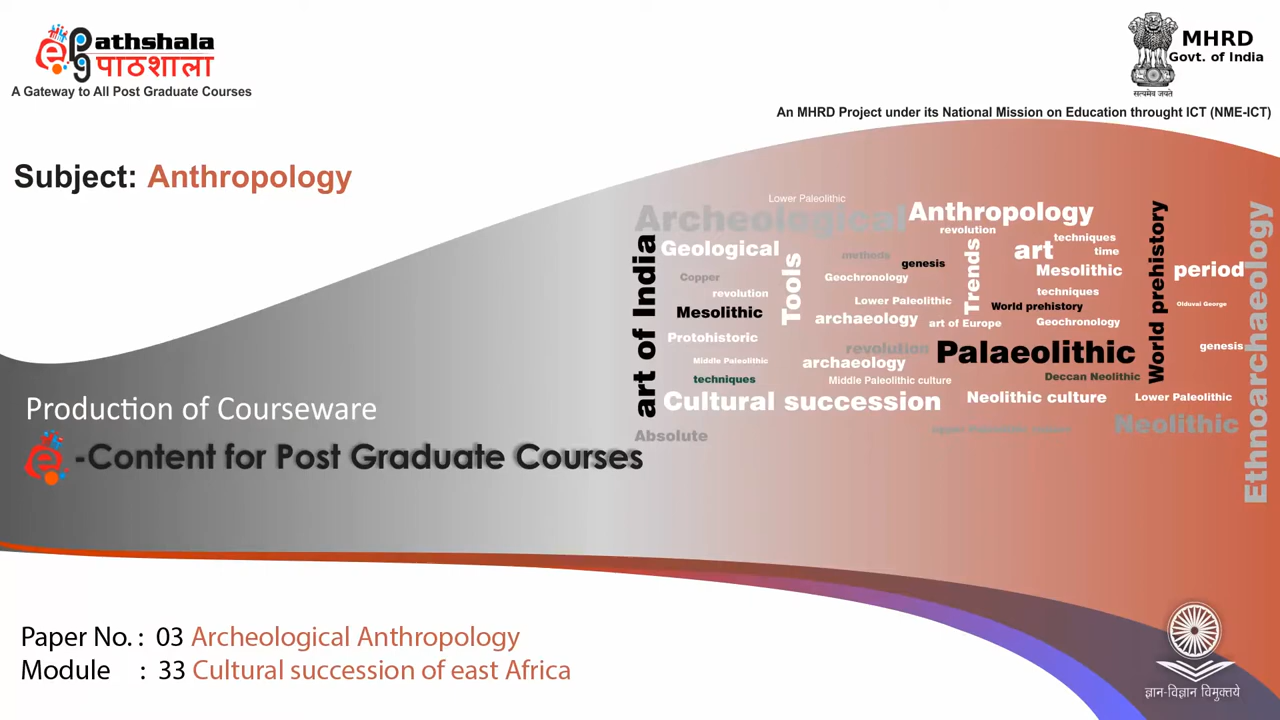 Pathshala
पाठशाला
A Gateway to All Post Graduate Courses
MHRD
Govt. of India
सत्यमेव जयते
An MHRD Project under its National Mission on Education throught ICT (NME-ICT)
Subject: Anthropology
Lower Paleolithic
Archeological
Anthropology
revolution
art of India
Geological
Tools
methods
genesis
Trends
art
techniques
time
World prehistory
period
Ethnoarchaeology
Copper
Geochronology
Mesolithic
revolution
Lower Paleolithic
techniques
World prehistory
Olduvai George
Mesolithic
archaeology
art of Europe
Geochronology
Protohistoric
revolution
Palaeolithic
genesis
Middle Paleolithic
archaeology
techniques
Middle Paleolithic culture
Deccan Neolithic
Cultural succession
Neolithic culture
Lower Paleolithic
Absolute
Neolithic
Production of Courseware
e-Content for Post Graduate Courses
Paper No. : 03 Archeological Anthropology
Module : 33 Cultural succession of east Africa
ज्ञान-विज्ञान विमुक्तये